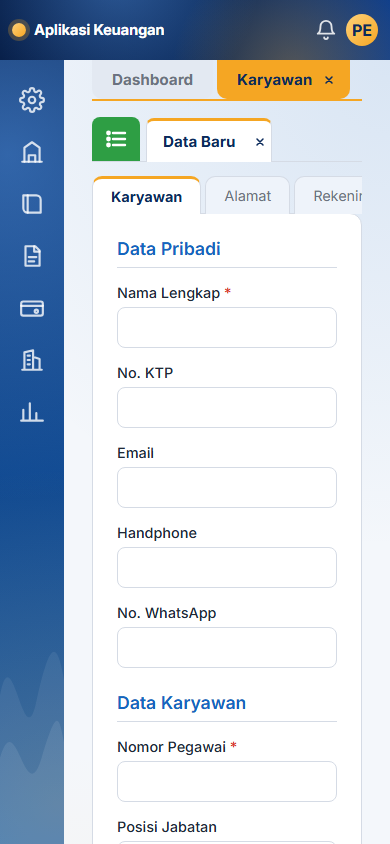 Aplikasi Keuangan
PE
Dashboard
Karyawan ×
Data Baru ×
Karyawan
Alamat
Rekenin
Data Pribadi
Nama Lengkap *
No. KTP
Email
Handphone
No. WhatsApp
Data Karyawan
Nomor Pegawai *
Posisi Jabatan